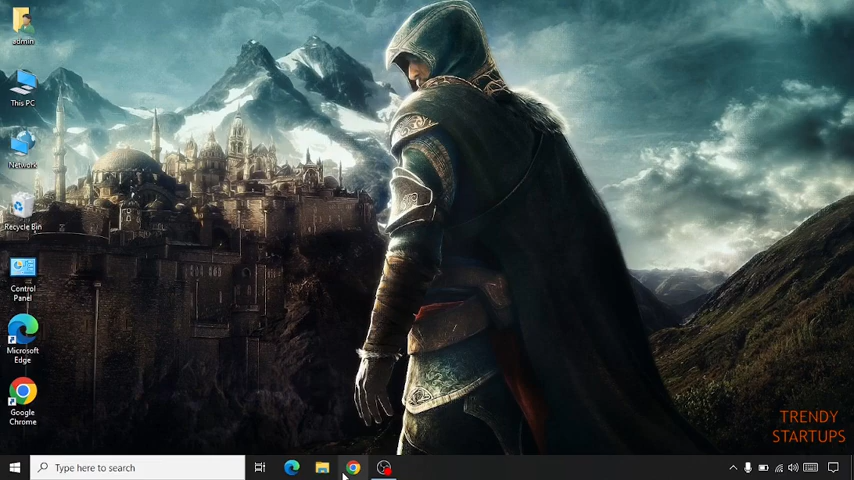 admin
This PC
Network
Recycle Bin
Control
Panel
Microsoft
Edge
Google
Chrome
TRENDY
STARTUPS
Type here to search